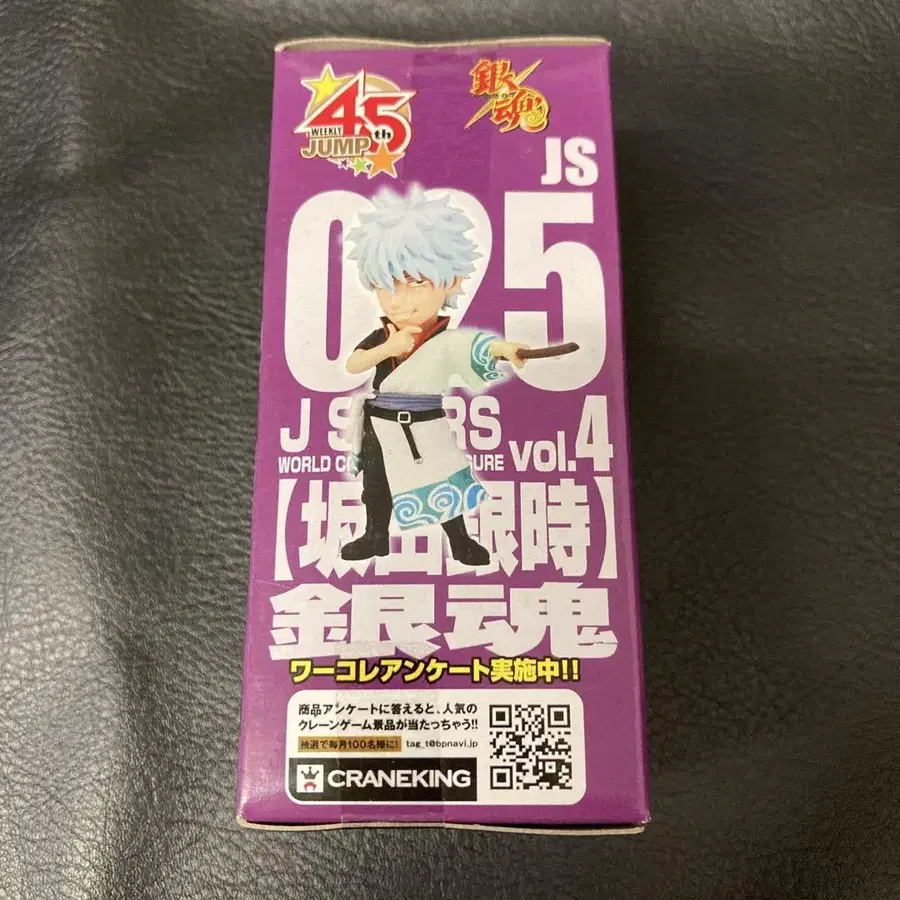 45th
WEEKLY
JUMP
銀魂
JS
025
J STARS
WORLD COLLECTABLE FIGURE vol.4
【坂田銀時】
銀魂
ワーコレアンケート実施中!!
商品アンケートに答えると、人気の
クレーンゲーム景品が当たっちゃう!!
抽選で毎月100名様に! tag_t@bpnavi.jp
CRANEKING